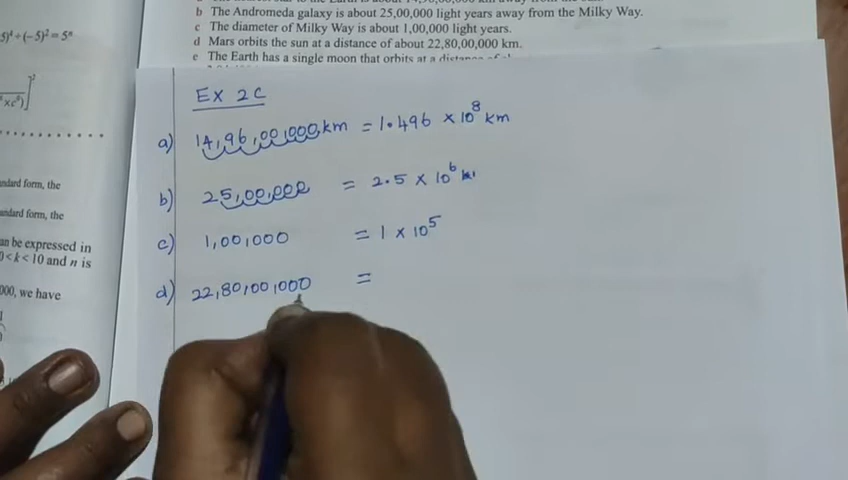 b The Andromeda galaxy is about 25,00,000 light years away from the Milky Way.
c The diameter of Milky Way is about 1,00,000 light years.
d Mars orbits the sun at a distance of about 22,80,00,000 km.
e The Earth has a single moon that orbits at a distance
5)⁴ ÷ (−5)² = 5ⁿ
ndard form, the
andard form, the
an be expressed in
0 < k < 10 and n is
000, we have
EX 2C
a) 14,96,00,000 km = 1.496 × 10⁸ km
b) 25,00,000 = 2.5 × 10⁶
c) 1,00,000 = 1 × 10⁵
d) 22,80,00,000 =